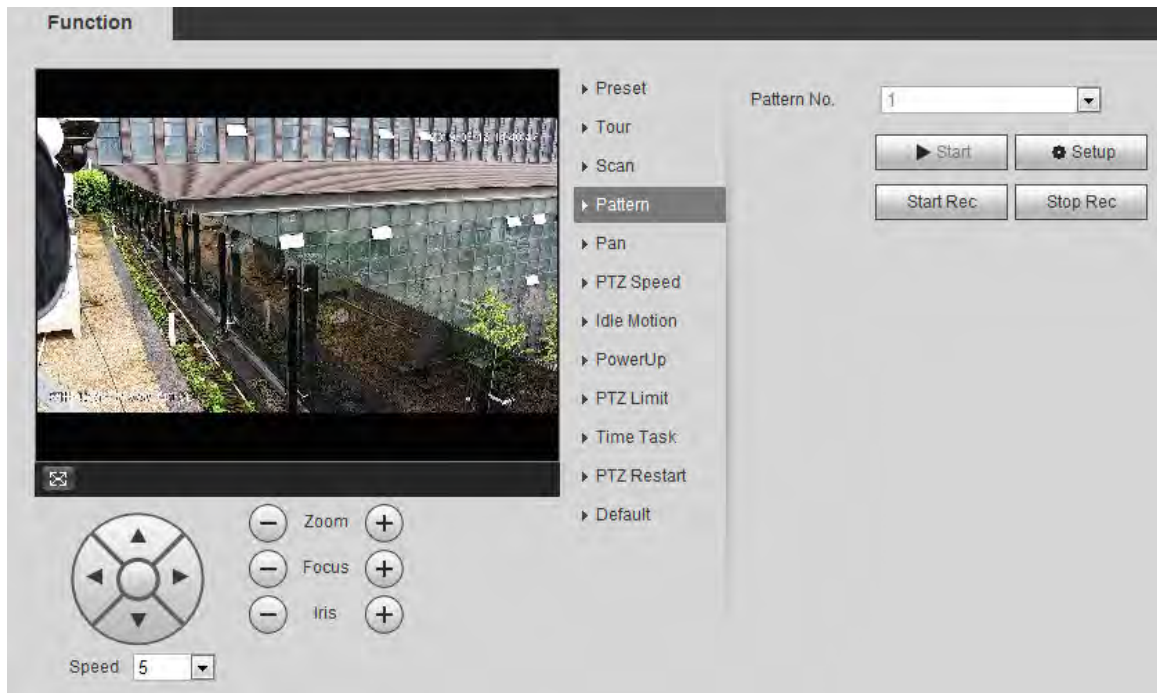 Function
Preset
Tour
Scan
Pattern
Pan
PTZ Speed
Idle Motion
PowerUp
PTZ Limit
Time Task
PTZ Restart
Default
Pattern No. 1
Start Setup
Start Rec Stop Rec
Zoom
Focus
Iris
Speed 5